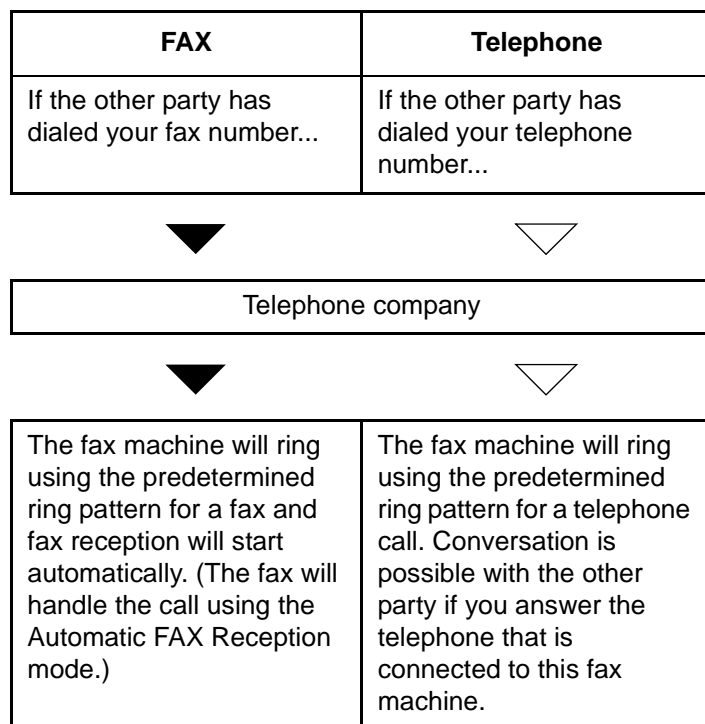 FAX
Telephone
If the other party has
dialed your fax number...
If the other party has
dialed your telephone
number...
Telephone company
The fax machine will ring
using the predetermined
ring pattern for a fax and
fax reception will start
automatically. (The fax will
handle the call using the
Automatic FAX Reception
mode.)
The fax machine will ring
using the predetermined
ring pattern for a telephone
call. Conversation is
possible with the other
party if you answer the
telephone that is
connected to this fax
machine.